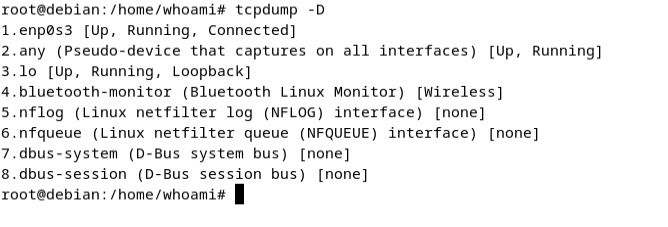 root@debian:/home/whoami# tcpdump -D
1.enp0s3 [Up, Running, Connected]
2.any (Pseudo-device that captures on all interfaces) [Up, Running]
3.lo [Up, Running, Loopback]
4.bluetooth-monitor (Bluetooth Linux Monitor) [Wireless]
5.nflog (Linux netfilter log (NFLOG) interface) [none]
6.nfqueue (Linux netfilter queue (NFQUEUE) interface) [none]
7.dbus-system (D-Bus system bus) [none]
8.dbus-session (D-Bus session bus) [none]
root@debian:/home/whoami#